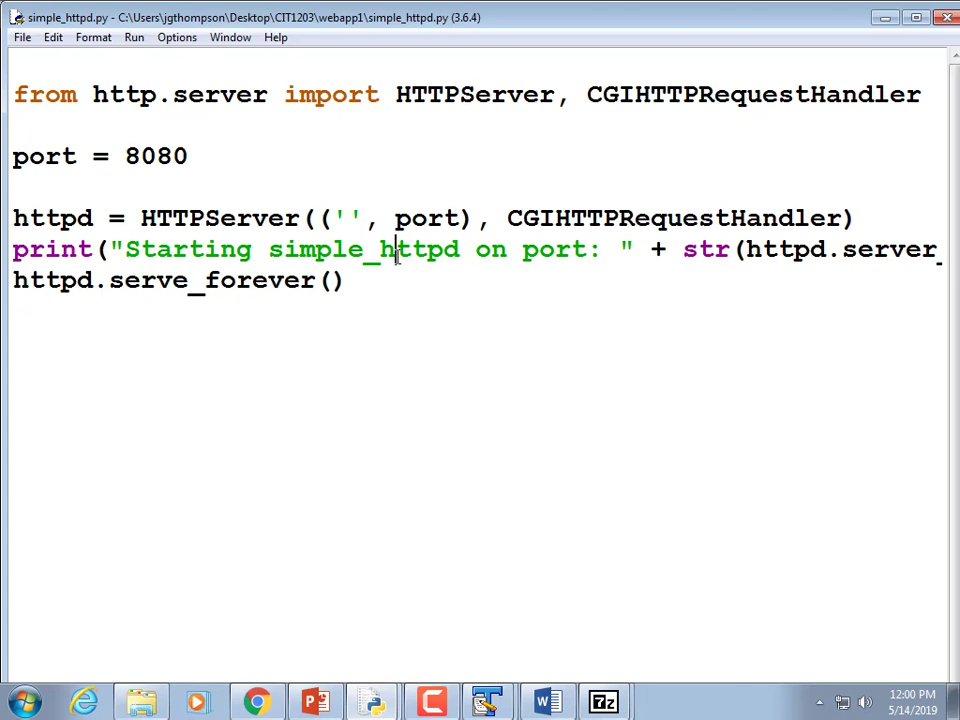 simple_httpd.py - C:\Users\jgthompson\Desktop\CIT1203\webapp1\simple_httpd.py (3.6.4)
File Edit Format Run Options Window Help
from http.server import HTTPServer, CGIHTTPRequestHandler
port = 8080
httpd = HTTPServer(('', port), CGIHTTPRequestHandler)
print("Starting simple_httpd on port: " + str(httpd.server_
httpd.serve_forever()
12:00 PM
5/14/2019
7z